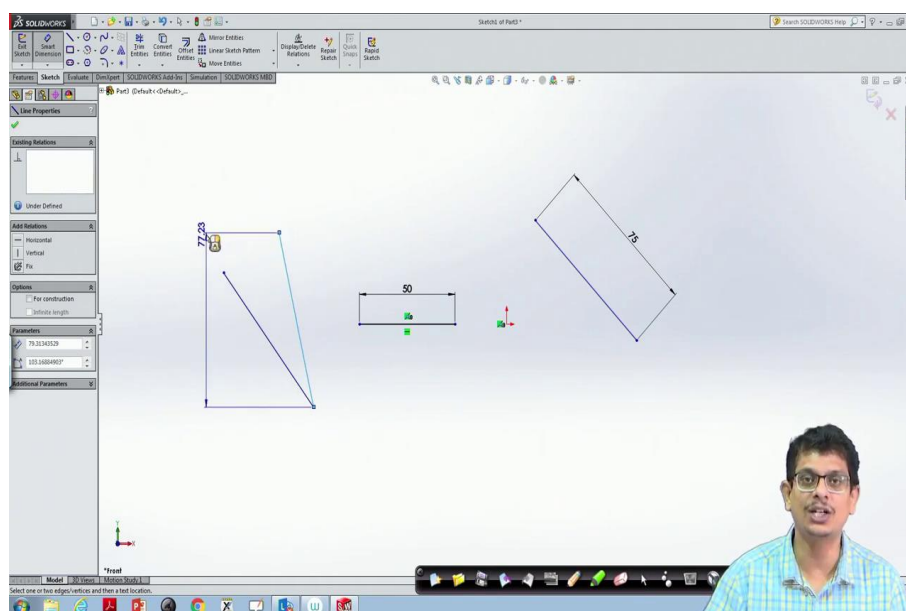 SOLIDWORKS
Sketch1 of Part3 *
Search SOLIDWORKS Help
Exit Sketch
Smart Dimension
Trim Entities
Convert Entities
Offset Entities
Mirror Entities
Linear Sketch Pattern
Move Entities
Display/Delete Relations
Repair Sketch
Quick Snaps
Rapid Sketch
Features Sketch Evaluate DimXpert SOLIDWORKS Add-Ins Simulation SOLIDWORKS MBD
Part3 (Default<<Default>_...
Line Properties
?
Existing Relations
Under Defined
Add Relations
Horizontal
Vertical
Fix
Options
For construction
Infinite length
Parameters
79.31343529
103.16884903°
Additional Parameters
77.23
50
75
Y
X
*Front
Model 3D Views Motion Study 1
Select one or two edges/vertices and then a text location.